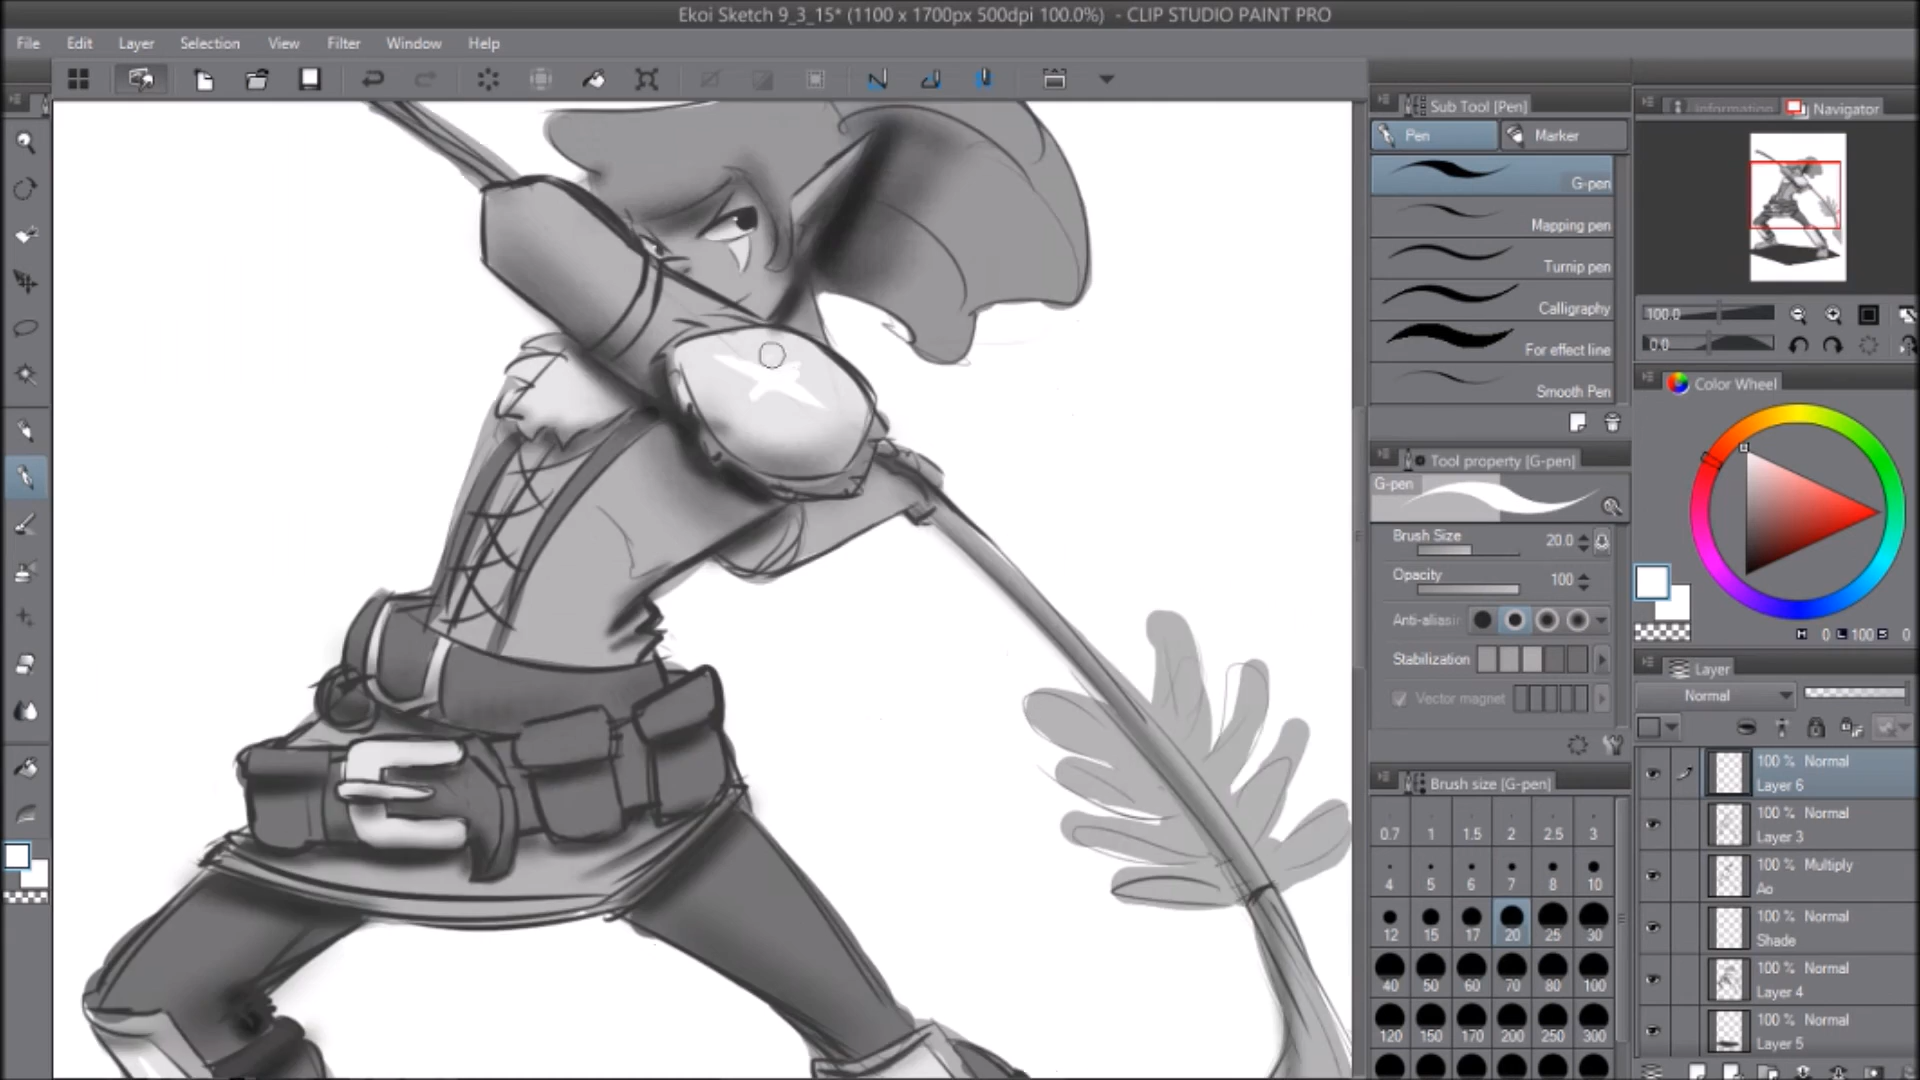 Ekoi Sketch 9_3_15* (1100 x 1700px 500dpi 100.0%) - CLIP STUDIO PAINT PRO
File Edit Layer Selection View Filter Window Help
Sub Tool [Pen]
Pen Marker
G-pen
Mapping pen
Turnip pen
Calligraphy
For effect line
Smooth Pen
Tool property [G-pen]
G-pen
Brush Size 20.0
Opacity 100
Anti-aliasin
Stabilization
Vector magnet
Brush size [G-pen]
0.7 1 1.5 2 2.5 3
4 5 6 7 8 10
12 15 17 20 25 30
40 50 60 70 80 100
120 150 170 200 250 300
Information Navigator
100.0
0.0
Color Wheel
H 0 L 100 S 0
Layer
Normal
100 % Normal
Layer 6
100 % Normal
Layer 3
100 % Multiply
Ao
100 % Normal
Shade
100 % Normal
Layer 4
100 % Normal
Layer 5